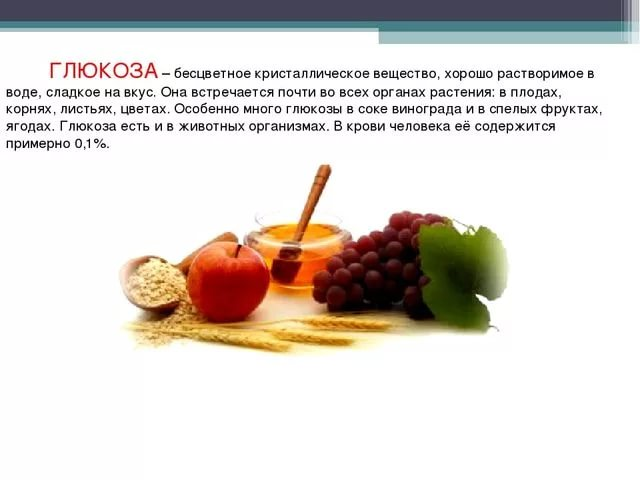 ГЛЮКОЗА – бесцветное кристаллическое вещество, хорошо растворимое в
воде, сладкое на вкус. Она встречается почти во всех органах растения: в плодах,
корнях, листьях, цветах. Особенно много глюкозы в соке винограда и в спелых фруктах,
ягодах. Глюкоза есть и в животных организмах. В крови человека её содержится
примерно 0,1%.